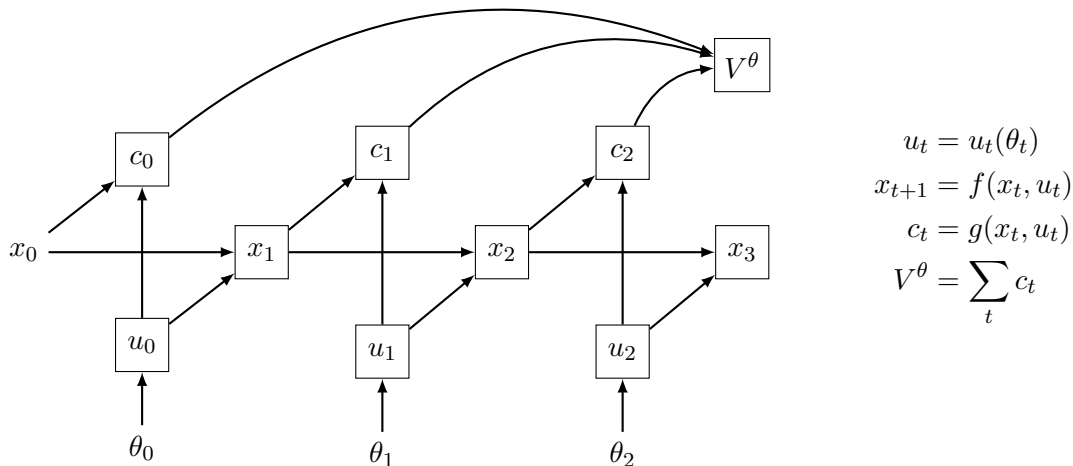 V^θ
c_0
c_1
c_2
x_0
x_1
x_2
x_3
u_0
u_1
u_2
θ_0
θ_1
θ_2
u_t = u_t(θ_t)
x_{t+1} = f(x_t, u_t)
c_t = g(x_t, u_t)
V^θ = ∑_t c_t